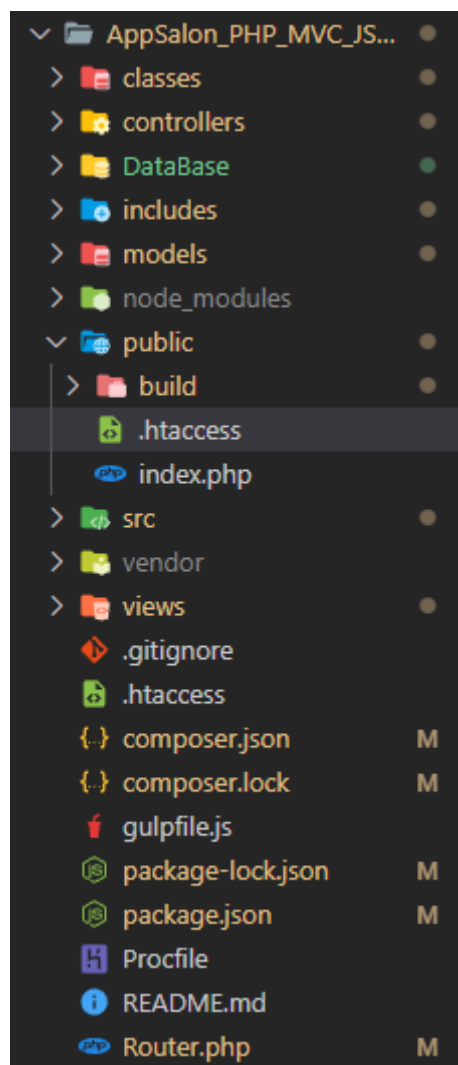 AppSalon_PHP_MVC_JS...
classes
controllers
DataBase
includes
models
node_modules
public
build
.htaccess
index.php
src
vendor
views
.gitignore
.htaccess
composer.json M
composer.lock M
gulpfile.js
package-lock.json M
package.json M
Procfile
README.md
Router.php M